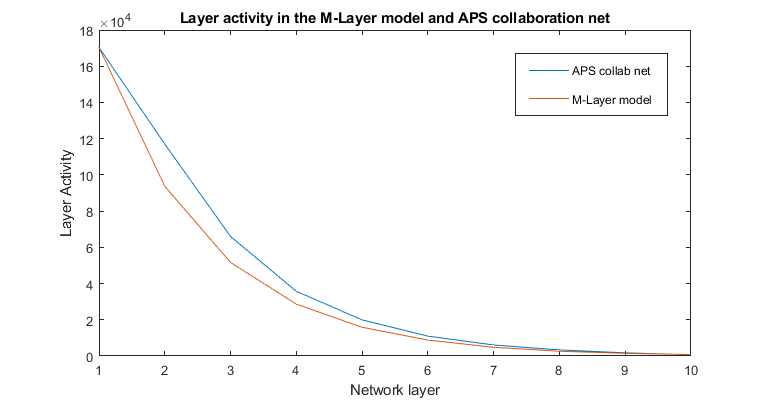 Layer activity in the M-Layer model and APS collaboration net
×10⁴
18
16
14
12
10
8
6
4
2
0
Layer Activity
APS collab net
M-Layer model
1 2 3 4 5 6 7 8 9 10
Network layer